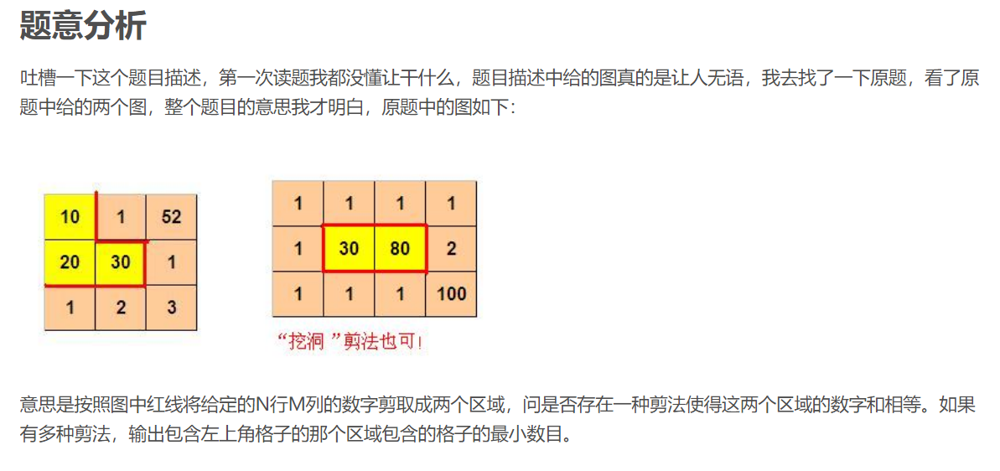 题意分析
吐槽一下这个题目描述，第一次读题我都没懂让干什么，题目描述中给的图真的是让人无语，我去找了一下原题，看了原
题中给的两个图，整个题目的意思我才明白，原题中的图如下：
10 1 52
20 30 1
1 2 3
1 1 1 1
1 30 80 2
1 1 1 100
“挖洞”剪法也可!
意思是按照图中红线将给定的N行M列的数字剪取成两个区域，问是否存在一种剪法使得这两个区域的数字和相等。如果
有多种剪法，输出包含左上角格子的那个区域包含的格子的最小数目。